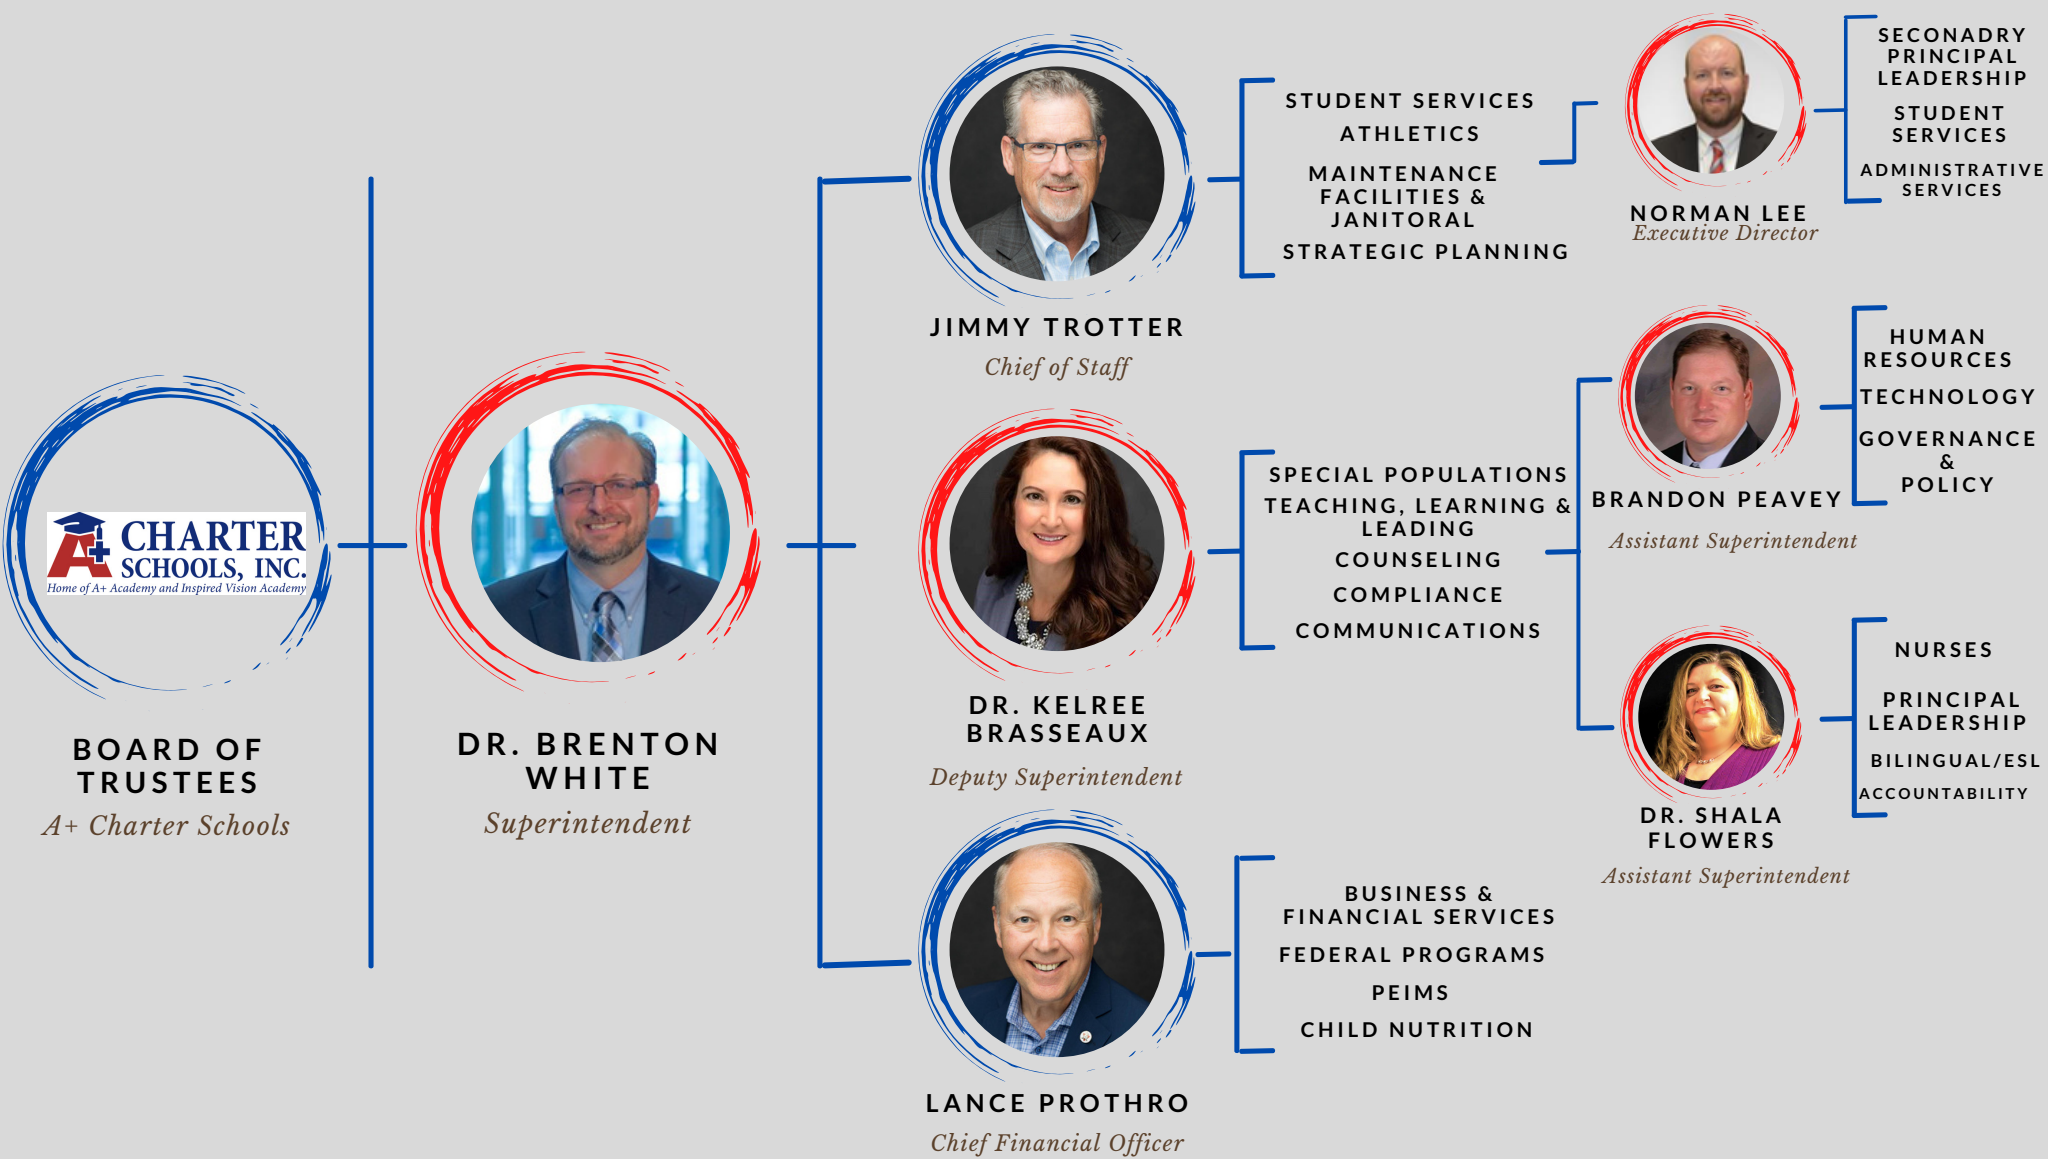 A+ CHARTER
SCHOOLS, INC.
Home of A+ Academy and Inspired Vision Academy
BOARD OF
TRUSTEES
A+ Charter Schools
DR. BRENTON
WHITE
Superintendent
JIMMY TROTTER
Chief of Staff
STUDENT SERVICES
ATHLETICS
MAINTENANCE
FACILITIES &
JANITORAL
STRATEGIC PLANNING
NORMAN LEE
Executive Director
SECONADRY
PRINCIPAL
LEADERSHIP
STUDENT
SERVICES
ADMINISTRATIVE
SERVICES
DR. KELREE
BRASSEAUX
Deputy Superintendent
SPECIAL POPULATIONS
TEACHING, LEARNING &
LEADING
COUNSELING
COMPLIANCE
COMMUNICATIONS
BRANDON PEAVEY
Assistant Superintendent
HUMAN
RESOURCES
TECHNOLOGY
GOVERNANCE
&
POLICY
DR. SHALA
FLOWERS
Assistant Superintendent
NURSES
PRINCIPAL
LEADERSHIP
BILINGUAL/ESL
ACCOUNTABILITY
LANCE PROTHRO
Chief Financial Officer
BUSINESS &
FINANCIAL SERVICES
FEDERAL PROGRAMS
PEIMS
CHILD NUTRITION